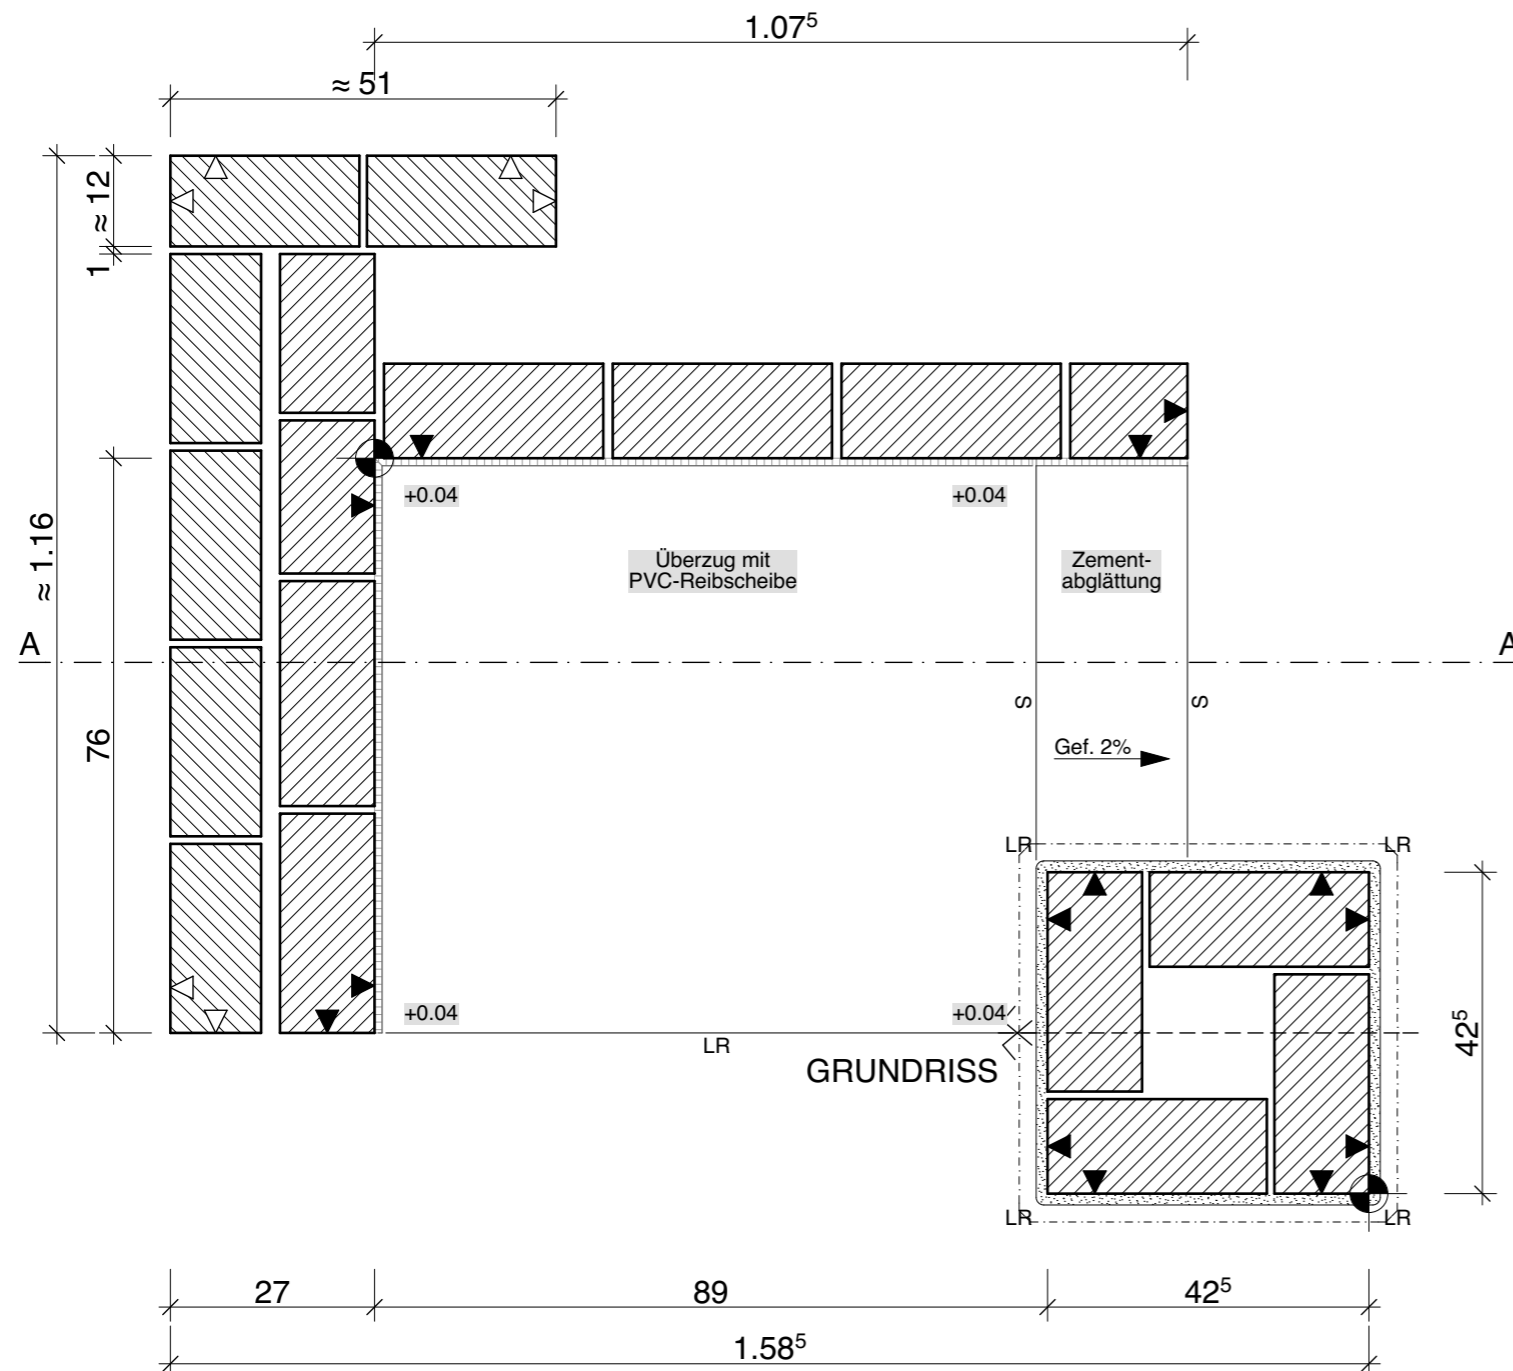 1.07⁵
≈ 51
≈ 12
1
≈ 1.16
76
+0.04
+0.04
Überzug mit
PVC-Reibscheibe
Zement-
abglättung
A
A
S
S
Gef. 2%
LR
LR
+0.04
+0.04
LR
GRUNDRISS
42⁵
LR
LR
27
89
42⁵
1.58⁵